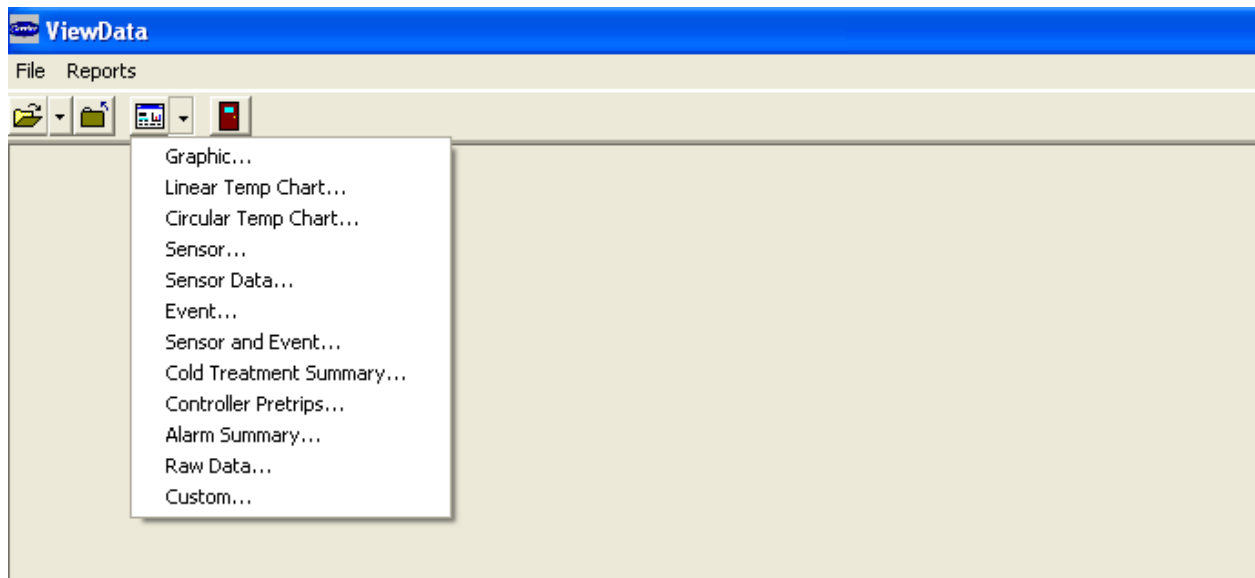 Carrier ViewData
File Reports
Graphic...
Linear Temp Chart...
Circular Temp Chart...
Sensor...
Sensor Data...
Event...
Sensor and Event...
Cold Treatment Summary...
Controller Pretrips...
Alarm Summary...
Raw Data...
Custom...